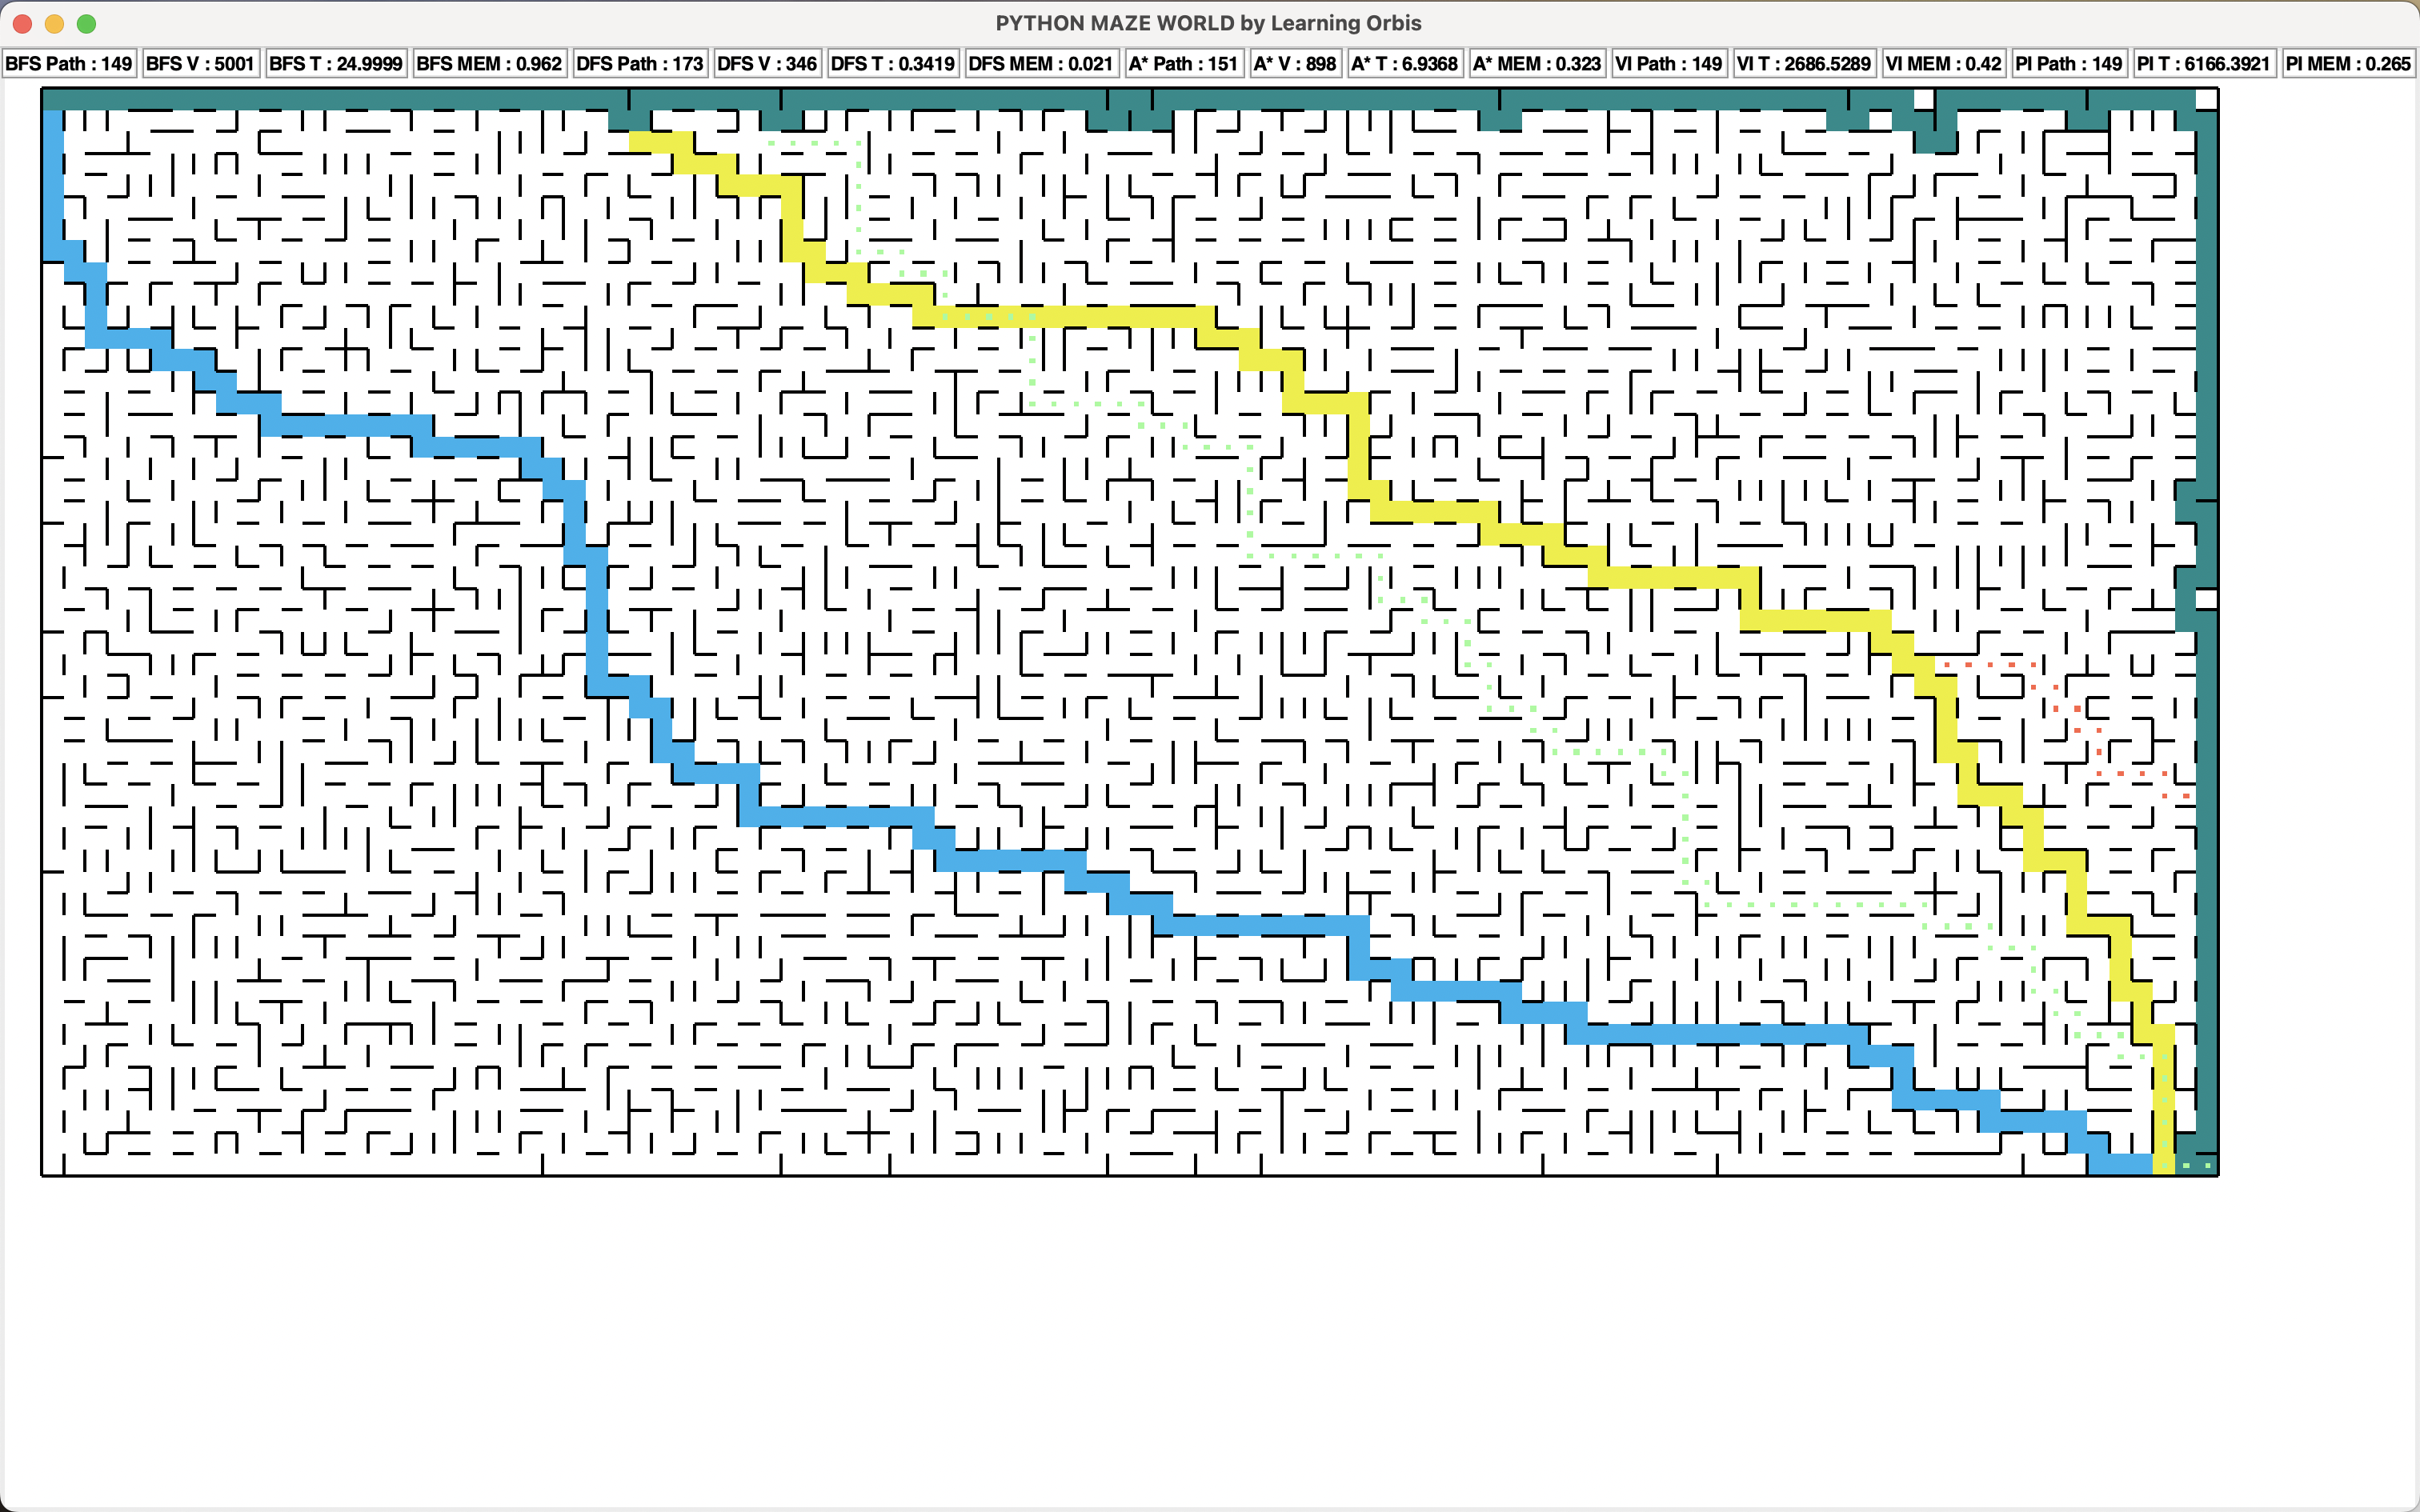 PYTHON MAZE WORLD by Learning Orbis
BFS Path : 149 BFS V : 5001 BFS T : 24.9999 BFS MEM : 0.962 DFS Path : 173 DFS V : 346 DFS T : 0.3419 DFS MEM : 0.021 A* Path : 151 A* V : 898 A* T : 6.9368 A* MEM : 0.323 VI Path : 149 VI T : 2686.5289 VI MEM : 0.42 PI Path : 149 PI T : 6166.3921 PI MEM : 0.265